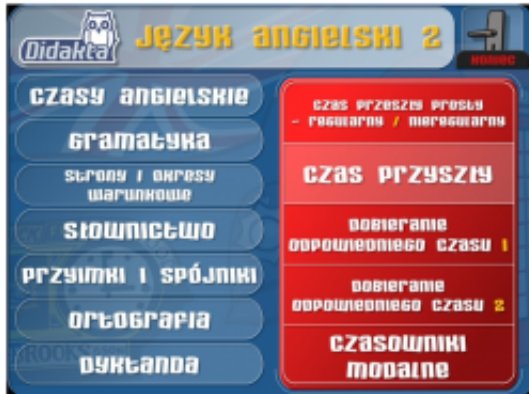 Didakta
Język angielski 2
KONIEC
Czasy angielskie
Gramatyka
Strony / okresy
warunkowe
Słownictwo
Przyimki i spójniki
Ortografia
Dyktanda
Czas przeszły prosty
- regularny / nieregularny
Czas przyszły
Dobieranie
odpowiedniego czasu 1
Dobieranie
odpowiedniego czasu 2
Czasowniki
modalne